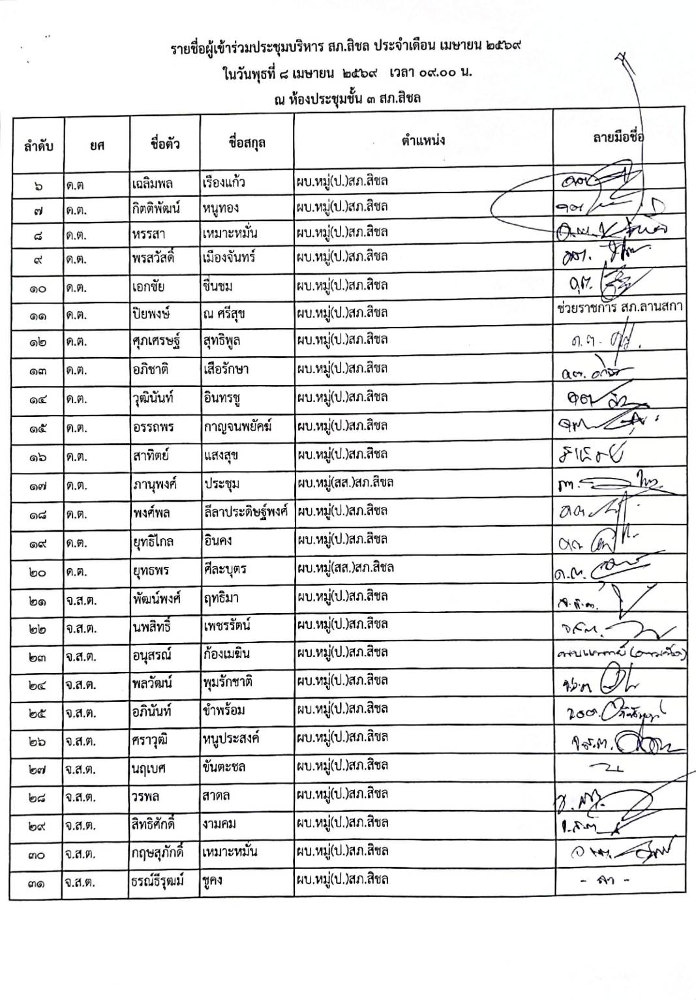 รายชื่อผู้เข้าร่วมประชุมบริหาร สภ.สิชล ประจำเดือน เมษายน ๒๕๖๙
ในวันพุธที่ ๘ เมษายน ๒๕๖๙ เวลา ๐๙.๐๐ น.
ณ ห้องประชุมชั้น ๓ สภ.สิชล
ลำดับ ยศ ชื่อตัว ชื่อสกุล ตำแหน่ง ลายมือชื่อ
๖ ด.ต เฉลิมพล เรืองแก้ว ผบ.หมู่(ป.)สภ.สิชล
๗ ด.ต. กิตติพัฒน์ หนูทอง ผบ.หมู่(ป.)สภ.สิชล
๘ ด.ต. หรรสา เหมาะหมั่น ผบ.หมู่(ป.)สภ.สิชล
๙ ด.ต. พรสวัสดิ์ เมืองจันทร์ ผบ.หมู่(ป.)สภ.สิชล
๑๐ ด.ต. เอกชัย ชื่นชม ผบ.หมู่(ป.)สภ.สิชล ด.ต.
๑๑ ด.ต. ปิยพงษ์ ณ ศรีสุข ผบ.หมู่(ป.)สภ.สิชล ช่วยราชการ สภ.ลานสกา
๑๒ ด.ต. ศุภเศรษฐ์ สุทธิพูล ผบ.หมู่(ป.)สภ.สิชล ด.ต.
๑๓ ด.ต. อภิชาติ เสือรักษา ผบ.หมู่(ป.)สภ.สิชล ด.ต.
๑๔ ด.ต. วุฒินันท์ อินทรชู ผบ.หมู่(ป.)สภ.สิชล
๑๕ ด.ต. อรรถพร กาญจนพยัคฆ์ ผบ.หมู่(ป.)สภ.สิชล
๑๖ ด.ต. สาทิตย์ แสงสุข ผบ.หมู่(ป.)สภ.สิชล
๑๗ ด.ต. ภานุพงศ์ ประชุม ผบ.หมู่(สส.)สภ.สิชล
๑๘ ด.ต. พงศ์พล ลีลาประดิษฐ์พงศ์ ผบ.หมู่(ป.)สภ.สิชล
๑๙ ด.ต. ยุทธิไกล อินคง ผบ.หมู่(ป.)สภ.สิชล
๒๐ ด.ต. ยุทธพร ศีละบุตร ผบ.หมู่(สส.)สภ.สิชล ด.ต.
๒๑ จ.ส.ต. พัฒน์พงศ์ ฤทธิมา ผบ.หมู่(ป.)สภ.สิชล จ.ส.ต.
๒๒ จ.ส.ต. นพสิทธิ์ เพชรรัตน์ ผบ.หมู่(ป.)สภ.สิชล จ.ส.ต.
๒๓ จ.ส.ต. อนุสรณ์ ก้องเมฆิน ผบ.หมู่(ป.)สภ.สิชล
๒๔ จ.ส.ต. พลวัฒน์ พุมรักชาติ ผบ.หมู่(ป.)สภ.สิชล
๒๕ จ.ส.ต. อภินันท์ ขำพร้อม ผบ.หมู่(ป.)สภ.สิชล
๒๖ จ.ส.ต. ศราวุฒิ หนูประสงค์ ผบ.หมู่(ป.)สภ.สิชล จ.ส.ต.
๒๗ จ.ส.ต. นฤเบศ ขันตะชล ผบ.หมู่(ป.)สภ.สิชล
๒๘ จ.ส.ต. วรพล สาดล ผบ.หมู่(ป.)สภ.สิชล
๒๙ จ.ส.ต. สิทธิศักดิ์ งามคม ผบ.หมู่(ป.)สภ.สิชล จ.ส.ต.
๓๐ จ.ส.ต. กฤษสุภักดิ์ เหมาะหมั่น ผบ.หมู่(ป.)สภ.สิชล
๓๑ จ.ส.ต. ธรณ์ธีรุฒม์ ชูคง ผบ.หมู่(ป.)สภ.สิชล - ลา -